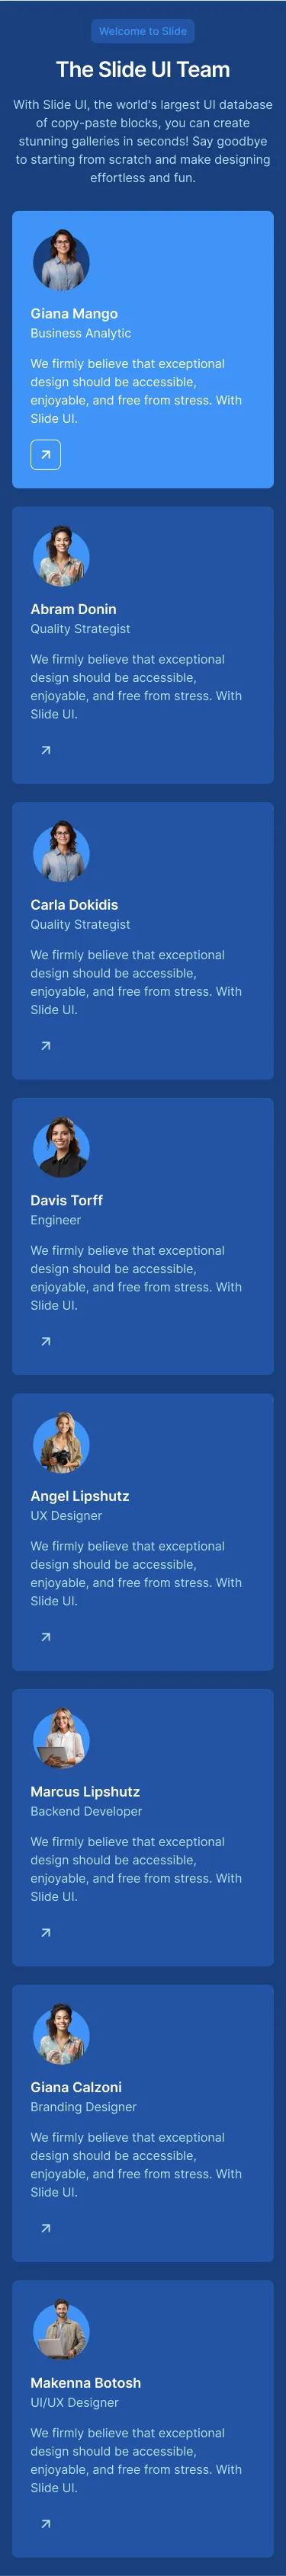 Welcome to Slide
The Slide UI Team
With Slide UI, the world's largest UI database
of copy-paste blocks, you can create
stunning galleries in seconds! Say goodbye
to starting from scratch and make designing
effortless and fun.
Giana Mango
Business Analytic
We firmly believe that exceptional
design should be accessible,
enjoyable, and free from stress. With
Slide UI.
Abram Donin
Quality Strategist
We firmly believe that exceptional
design should be accessible,
enjoyable, and free from stress. With
Slide UI.
Carla Dokidis
Quality Strategist
We firmly believe that exceptional
design should be accessible,
enjoyable, and free from stress. With
Slide UI.
Davis Torff
Engineer
We firmly believe that exceptional
design should be accessible,
enjoyable, and free from stress. With
Slide UI.
Angel Lipshutz
UX Designer
We firmly believe that exceptional
design should be accessible,
enjoyable, and free from stress. With
Slide UI.
Marcus Lipshutz
Backend Developer
We firmly believe that exceptional
design should be accessible,
enjoyable, and free from stress. With
Slide UI.
Giana Calzoni
Branding Designer
We firmly believe that exceptional
design should be accessible,
enjoyable, and free from stress. With
Slide UI.
Makenna Botosh
UI/UX Designer
We firmly believe that exceptional
design should be accessible,
enjoyable, and free from stress. With
Slide UI.